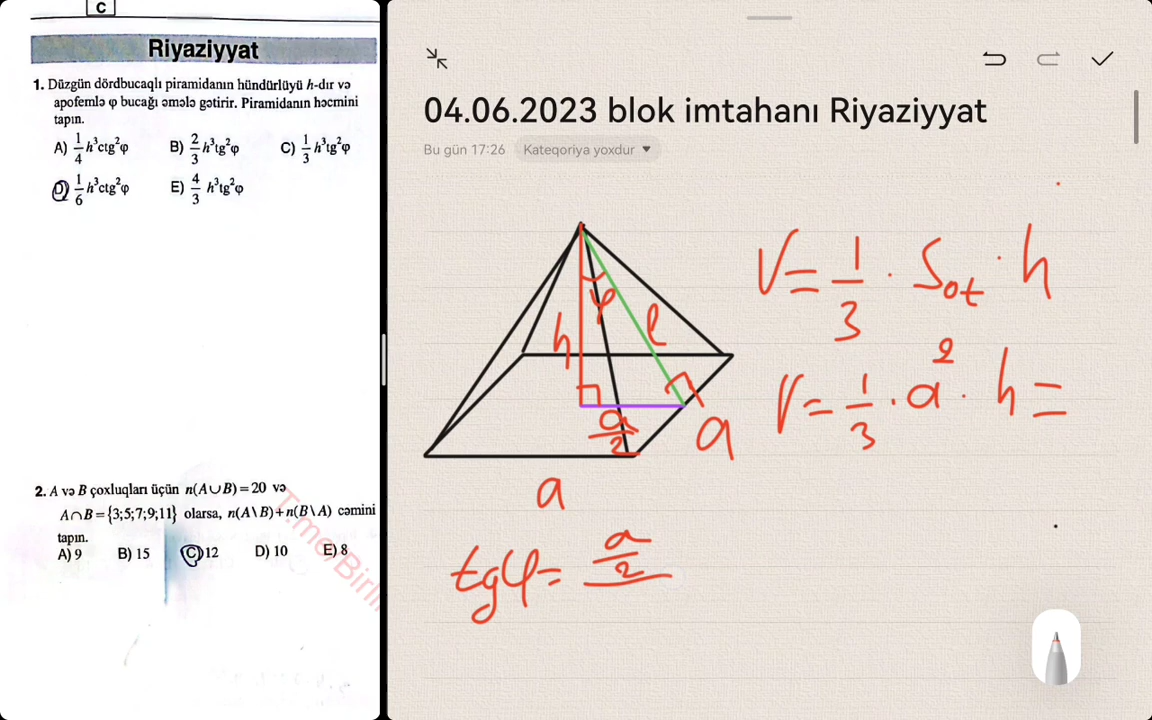 C
Riyaziyyat
1. Düzgün dördbucaqlı piramidanın hündürlüyü h-dır və
apofemlə φ bucağı əmələ gətirir. Piramidanın həcmini
tapın.
A) 1/4 h³ctg²φ B) 2/3 h³tg²φ C) 1/3 h³tg²φ
D) 1/6 h³ctg²φ E) 4/3 h³tg²φ
2. A və B çoxluqları üçün n(A∪B)=20 və
A∩B={3;5;7;9;11} olarsa, n(A\B)+n(B\A) cəmini
tapın.
A) 9 B) 15 C) 12 D) 10 E) 8
04.06.2023 blok imtahanı Riyaziyyat
Bu gün 17:26 Kateqoriya yoxdur
φ
h
l
a/2
a
a
V = 1/3 · Sot · h
V = 1/3 · a² · h =
tgφ = a/2